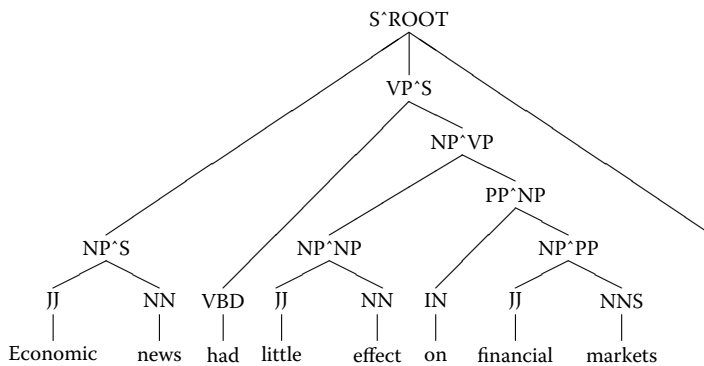 S^ROOT
VP^S
NP^VP
PP^NP
NP^S NP^NP NP^PP
JJ NN VBD JJ NN IN JJ NNS
Economic news had little effect on financial markets